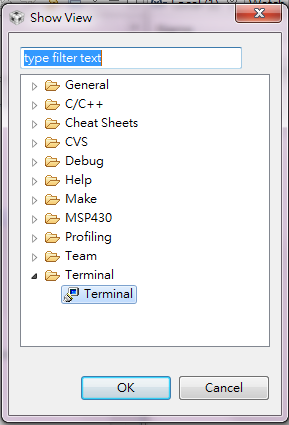 Show View
type filter text
General
C/C++
Cheat Sheets
CVS
Debug
Help
Make
MSP430
Profiling
Team
Terminal
Terminal
OK
Cancel